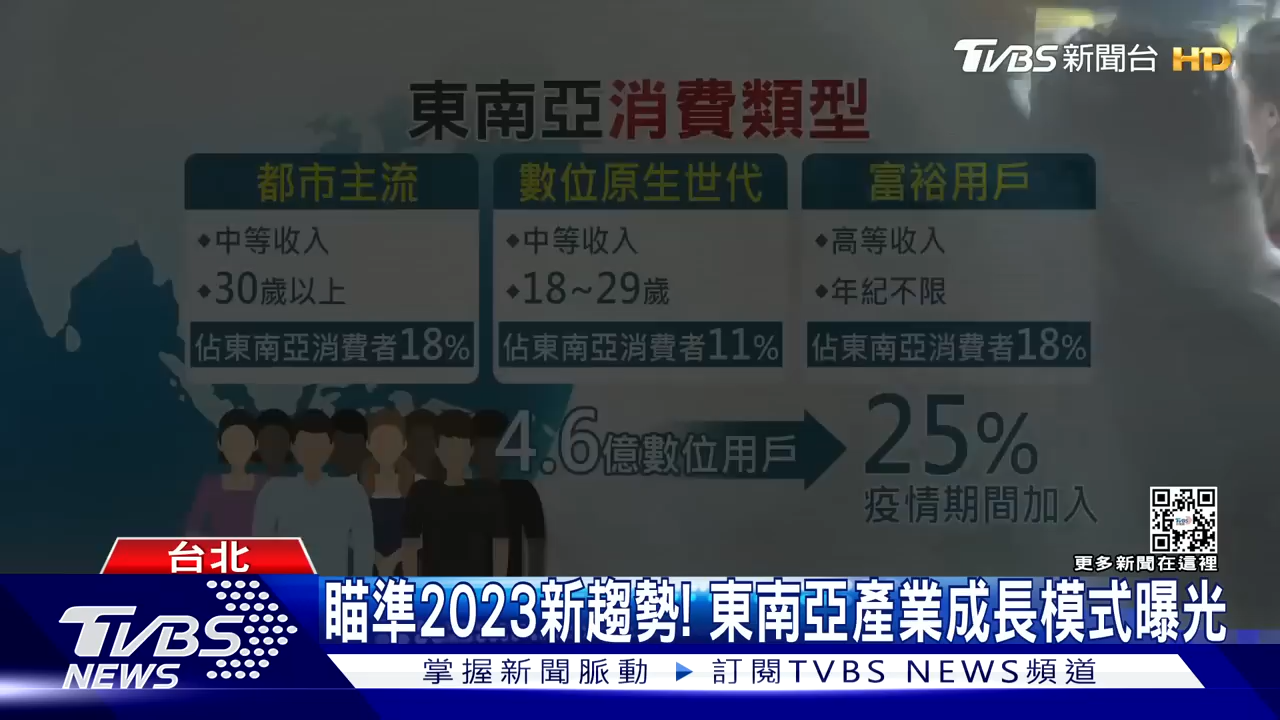 TVBS新聞台 HD
東南亞消費類型
都市主流
◆中等收入
◆30歲以上
佔東南亞消費者18%
數位原生世代
◆中等收入
◆18~29歲
佔東南亞消費者11%
富裕用戶
◆高等收入
◆年紀不限
佔東南亞消費者18%
4.6億數位用戶
25%
疫情期間加入
更多新聞在這裡
台北
瞄準2023新趨勢! 東南亞產業成長模式曝光
TVBS
NEWS
掌握新聞脈動 ▶ 訂閱TVBS NEWS頻道